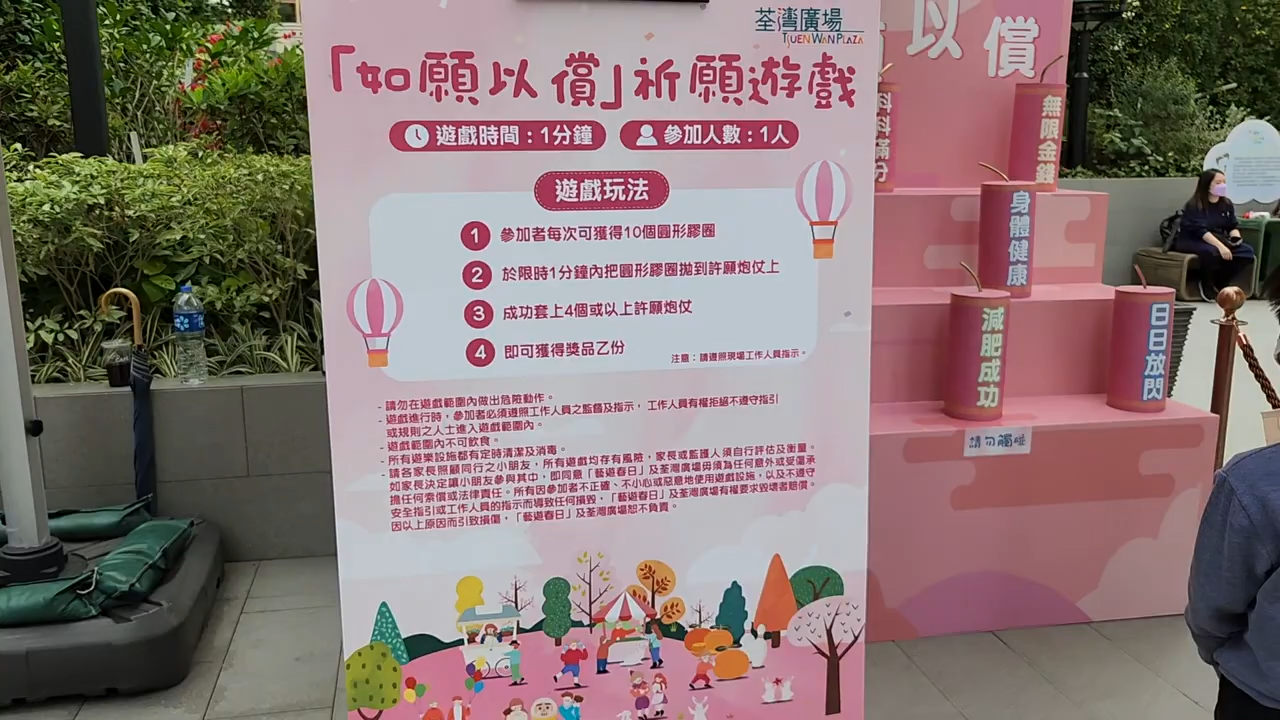 荃灣廣場
TSUEN WAN PLAZA
「如願以償」祈願遊戲
遊戲時間：1分鐘
參加人數：1人
遊戲玩法
1 參加者每次可獲得10個圓形膠圈
2 於限時1分鐘內把圓形膠圈拋到許願炮仗上
3 成功套上4個或以上許願炮仗
4 即可獲得獎品乙份
注意：請遵照現場工作人員指示。
- 請勿在遊戲範圍內做出危險動作。
- 遊戲進行時，參加者必須遵照工作人員之監督及指示， 工作人員有權拒絕不遵守指引
或規則之人士進入遊戲範圍內。
- 遊戲範圍內不可飲食。
- 所有遊樂設施都有定時清潔及消毒。
- 請各家長照顧同行之小朋友，所有遊戲均存有風險，家長或監護人須自行評估及衡量。
如家長決定讓小朋友參與其中，即同意「藝遊春日」及荃灣廣場毋須為任何意外或受傷承
擔任何索償或法律責任。所有因參加者不正確、不小心或惡意地使用遊戲設施，以及不遵守
安全指引或工作人員的指示而導致任何損毀，「藝遊春日」及荃灣廣場有權要求毀壞者賠償。
因以上原因而引致損傷，「藝遊春日」及荃灣廣場恕不負責。
以償
料滿分
無限金錢
身體健康
減肥成功
日日放閃
請勿觸碰